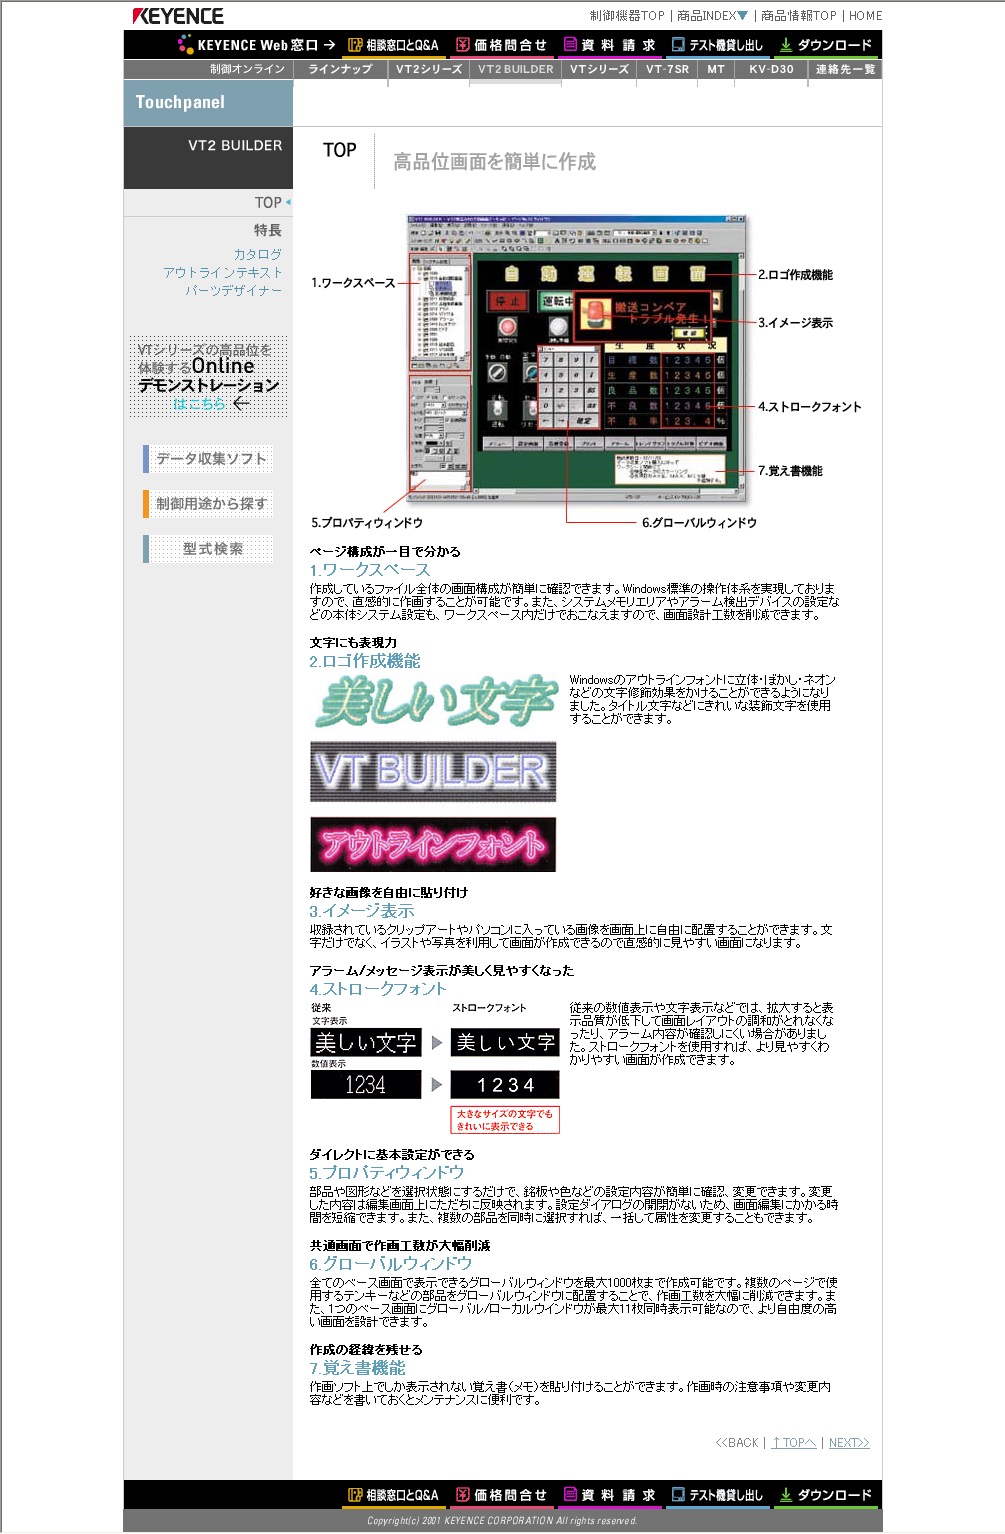 KEYENCE
制御機器TOP | 商品INDEX▼ | 商品情報TOP | HOME
KEYENCE Web窓口 → 相談窓口とQ&A 価格問合せ 資料請求 テスト機貸し出し ダウンロード
制御オンライン ラインナップ VT2シリーズ VT2 BUILDER VTシリーズ VT-7SR MT KV-D30 連絡先一覧
Touchpanel
VT2 BUILDER
TOP
特長
カタログ
アウトラインテキスト
パーツデザイナー
VTシリーズの高品位を
体験するOnline
デモンストレーション
はこちら ←
データ収集ソフト
制御用途から探す
型式検索
TOP 高品位画面を簡単に作成
自動運転画面
停止 運転中
搬送コンベア
トラブル発生！
生産状況
目標数 12345 個
生産数 12345 個
良品数 12345 個
不良数 12345 個
不良率 123.4 %
1.ワークスペース
2.ロゴ作成機能
3.イメージ表示
4.ストロークフォント
7.覚え書機能
5.プロパティウィンドウ
6.グローバルウィンドウ
ページ構成が一目で分かる
1.ワークスペース
作成しているファイル全体の画面構成が簡単に確認できます。Windows標準の操作体系を実現しておりま
すので、直感的に作画することが可能です。また、システムメモリエリアやアラーム検出デバイスの設定な
どの本体システム設定も、ワークスペース内だけでおこなえますので、画面設計工数を削減できます。
文字にも表現力
2.ロゴ作成機能
美しい文字
VT BUILDER
アウトラインフォント
Windowsのアウトラインフォントに立体・ぼかし・ネオン
などの文字修飾効果をかけることができるようになり
ました。タイトル文字などにきれいな装飾文字を使用
することができます。
好きな画像を自由に貼り付け
3.イメージ表示
収録されているクリップアートやパソコンに入っている画像を画面上に自由に配置することができます。文
字だけでなく、イラストや写真を利用して画面が作成できるので直感的に見やすい画面になります。
アラーム/メッセージ表示が美しく見やすくなった
4.ストロークフォント
従来 ストロークフォント
文字表示
美しい文字 美しい文字
数値表示
1234 1234
大きなサイズの文字でも
きれいに表示できる
従来の数値表示や文字表示などでは、拡大すると表
示品質が低下して画面レイアウトの調和がとれなくな
ったり、アラーム内容が確認しにくい場合がありまし
た。ストロークフォントを使用すれば、より見やすくわ
かりやすい画面が作成できます。
ダイレクトに基本設定ができる
5.プロパティウィンドウ
部品や図形などを選択状態にするだけで、銘板や色などの設定内容が簡単に確認、変更できます。変更
した内容は編集画面上にただちに反映されます。設定ダイアログの開閉がないため、画面編集にかかる時
間を短縮できます。また、複数の部品を同時に選択すれば、一括して属性を変更することもできます。
共通画面で作画工数が大幅削減
6.グローバルウィンドウ
全てのベース画面で表示できるグローバルウィンドウを最大1000枚まで作成可能です。複数のページで使
用するテンキーなどの部品をグローバルウィンドウに配置することで、作画工数を大幅に削減できます。ま
た、1つのベース画面にグローバル/ローカルウインドウが最大11枚同時表示可能なので、より自由度の高
い画面を設計できます。
作成の経緯を残せる
7.覚え書機能
作画ソフト上でしか表示されない覚え書(メモ)を貼り付けることができます。作画時の注意事項や変更内
容などを書いておくとメンテナンスに便利です。
<<BACK | ↑TOPへ | NEXT>>
相談窓口とQ&A 価格問合せ 資料請求 テスト機貸し出し ダウンロード
Copyright(c) 2001 KEYENCE CORPORATION All rights reserved.